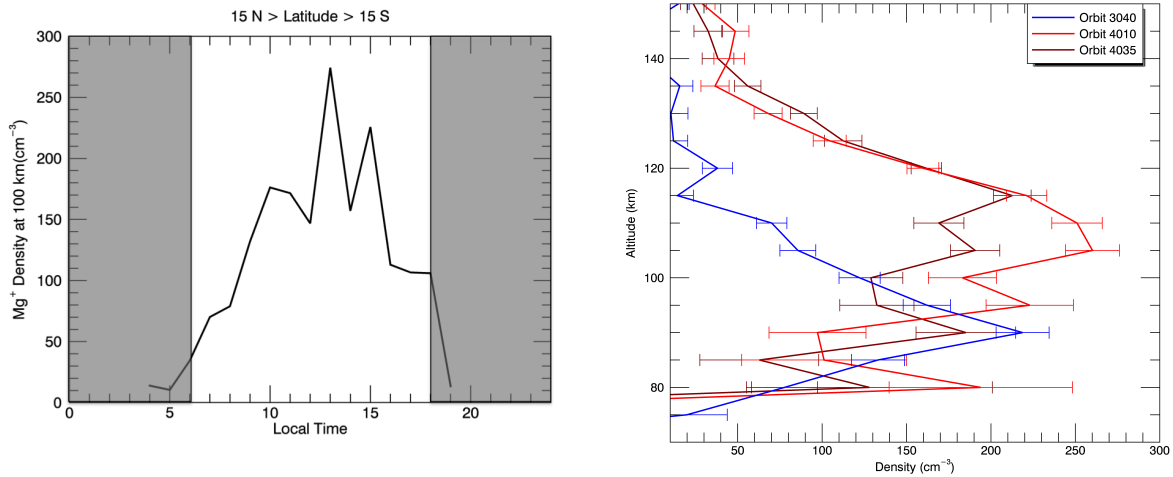 15 N > Latitude > 15 S
300
250
200
150
100
50
0
Mg⁺ Density at 100 km(cm⁻³)
0 5 10 15 20
Local Time
Orbit 3040
Orbit 4010
Orbit 4035
140
120
100
80
Altitude (km)
50 100 150 200 250 300
Density (cm⁻³)